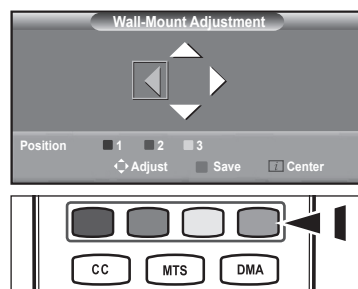 Wall-Mount Adjustment
Position 1 2 3
Adjust Save i Center
CC MTS DMA